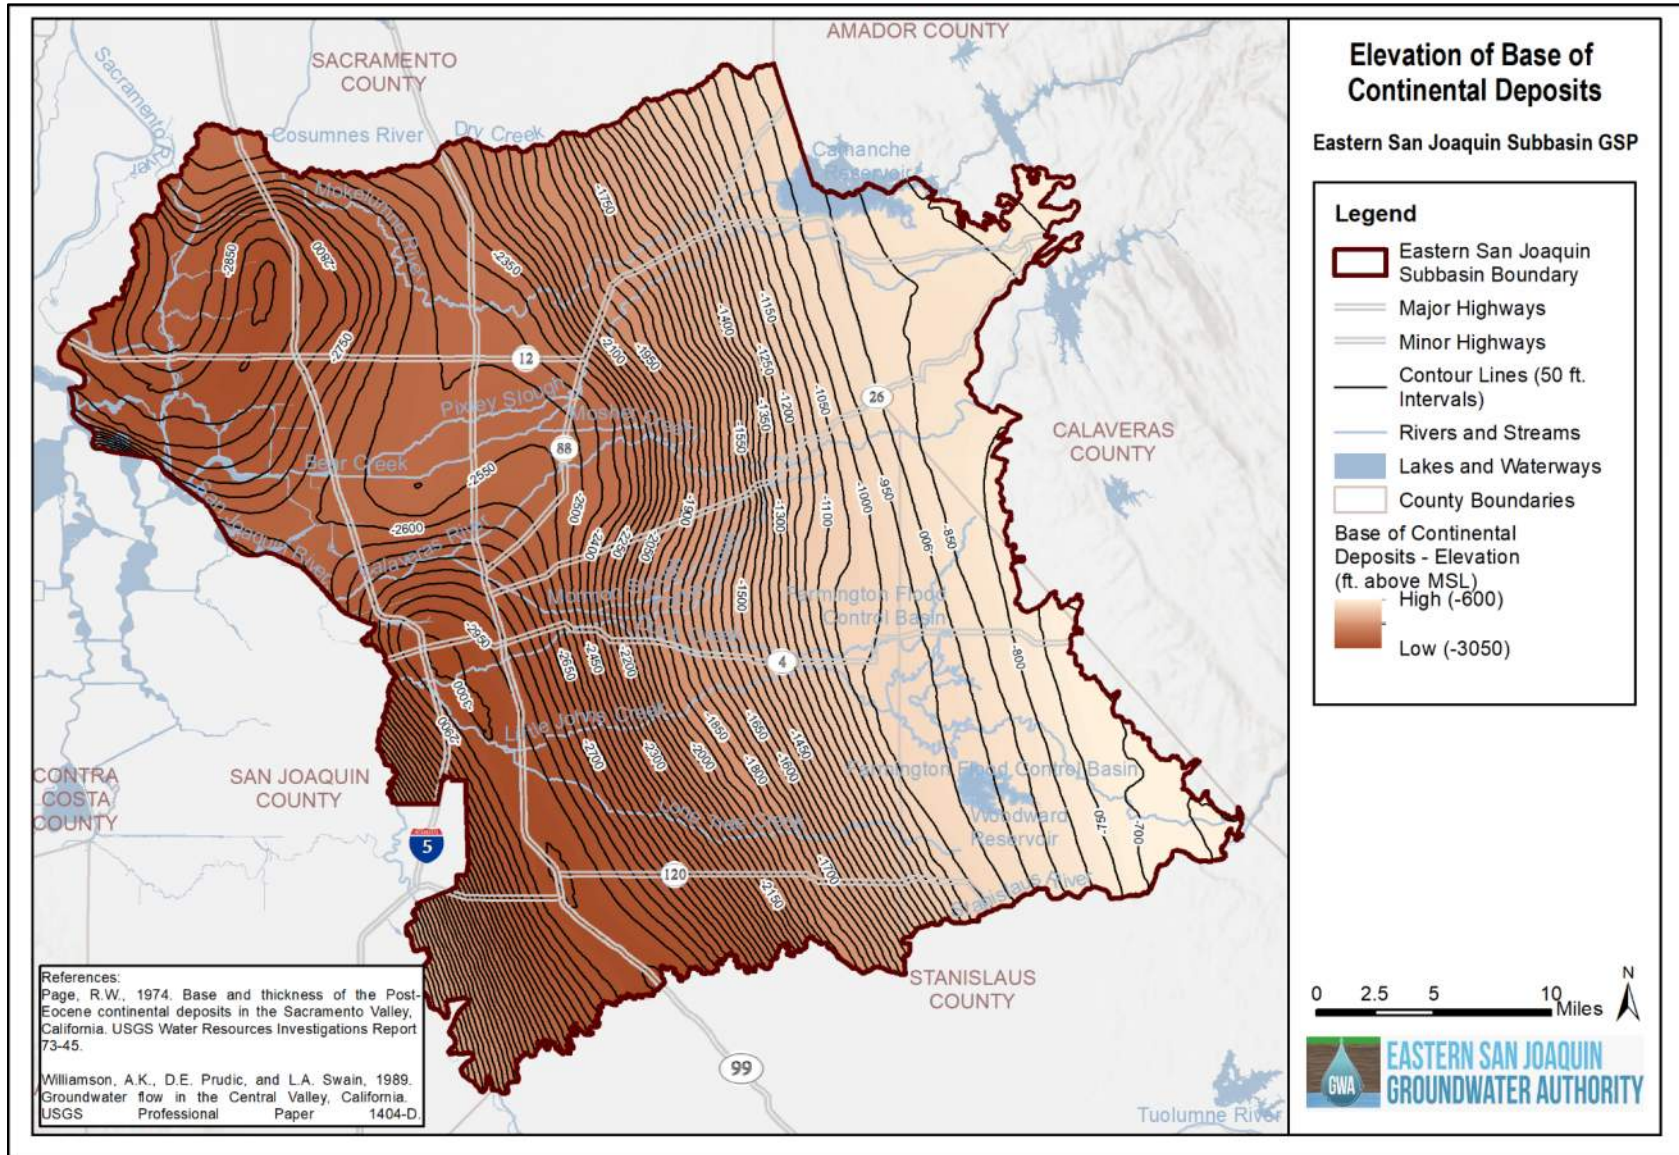 Elevation of Base of
Continental Deposits
Eastern San Joaquin Subbasin GSP
Legend
Eastern San Joaquin
Subbasin Boundary
Major Highways
Minor Highways
Contour Lines (50 ft.
Intervals)
Rivers and Streams
Lakes and Waterways
County Boundaries
Base of Continental
Deposits - Elevation
(ft. above MSL)
High (-600)
Low (-3050)
0 2.5 5 10
Miles
N
GWA
EASTERN SAN JOAQUIN
GROUNDWATER AUTHORITY
AMADOR COUNTY
SACRAMENTO
COUNTY
Sacramento River
Cosumnes River
Dry Creek
Camanche
Reservoir
Mokelumne River
-1750
-2850
-2800
-2350
-1150
-1400
-2750
12
-2100
-1950
-1250
-1050
26
Pixley Slough
Mosher Creek
-1200
-1350
-1550
CALAVERAS
COUNTY
88
Bear Creek
-2550
-950
-1000
-1100
-1300
-1900
-2500
-2600
San Joaquin River
Calaveras River
-2400
-2250
-2050
-900
-850
Mormon
-1500
Farmington Flood
Control Basin
-2950
Creek
4
-2650
-2450
-2200
-800
-3000
-2900
Little Johns Creek
-1850
-1650
-1450
-2700
-2300
-2000
-1800
-1600
Farmington Flood Control Basin
CONTRA
COSTA
COUNTY
SAN JOAQUIN
COUNTY
5
Lone Tree Creek
Woodward
Reservoir
-750
-700
120
-1700
-2150
Stanislaus River
STANISLAUS
COUNTY
99
Tuolumne River
References:
Page, R.W., 1974. Base and thickness of the Post-
Eocene continental deposits in the Sacramento Valley,
California. USGS Water Resources Investigations Report
73-45.
Williamson, A.K., D.E. Prudic, and L.A. Swain, 1989.
Groundwater flow in the Central Valley, California.
USGS Professional Paper 1404-D.